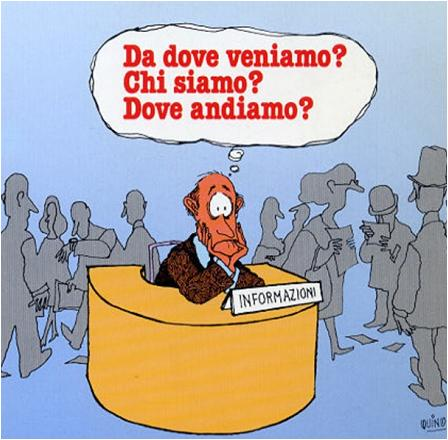 Da dove veniamo?
Chi siamo?
Dove andiamo?
INFORMAZIONI
QUINO